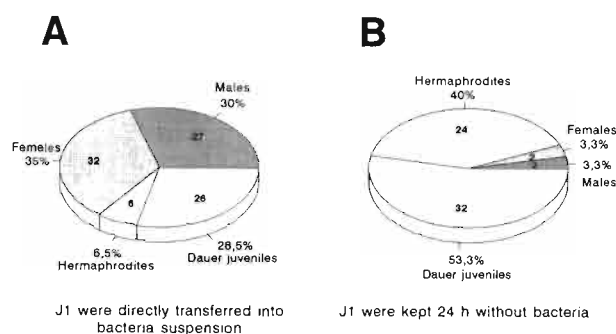 A
Males
30%
27
Females
35%
32
6
26
6,5%
Hermaphrodites
28,5%
Dauer juveniles
J1 were directly transferred into
bacteria suspension
B
Hermaphrodites
40%
24
Females
3,3%
2
2
3,3%
Males
32
53,3%
Dauer juveniles
J1 were kept 24 h without bacteria